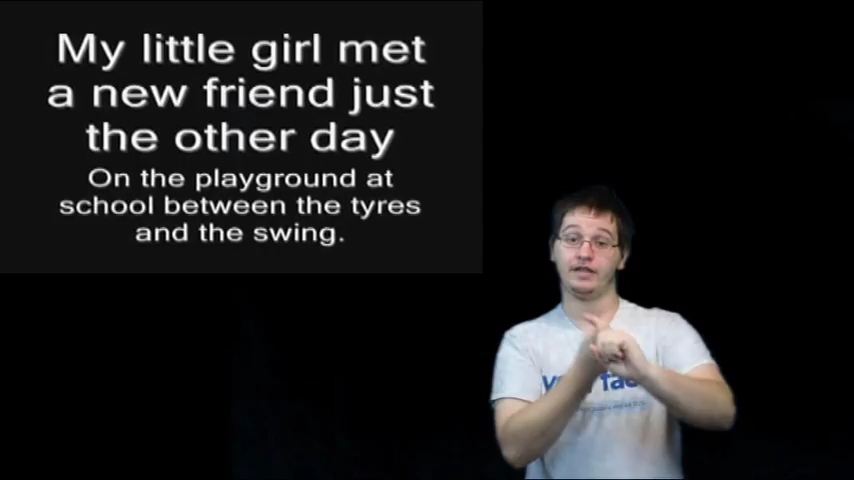 My little girl met
a new friend just
the other day
On the playground at
school between the tyres
and the swing.